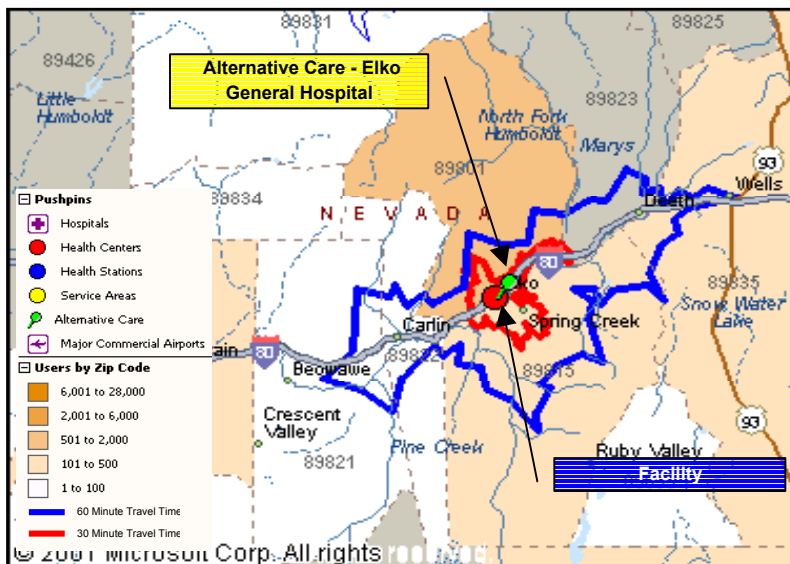 89831
89825
89426
Alternative Care - Elko
General Hospital
Little
Humboldt
North Fork
Humboldt
89823
Marys
93
89801
Wells
89834
NEVADA
Deeth
Pushpins
Hospitals
Health Centers
Health Stations
Service Areas
Alternative Care
Major Commercial Airports
80
89835
Elko
Snow Water
Lake
Spring Creek
Carlin
ain
80
89822
Beowawe
89815
Users by Zip Code
6,001 to 28,000
2,001 to 6,000
501 to 2,000
101 to 500
1 to 100
60 Minute Travel Time
30 Minute Travel Time
Crescent
Valley
93
Pine Creek
Ruby Valley
89821
Facility
© 2001 Microsoft Corp. All rights reserved.